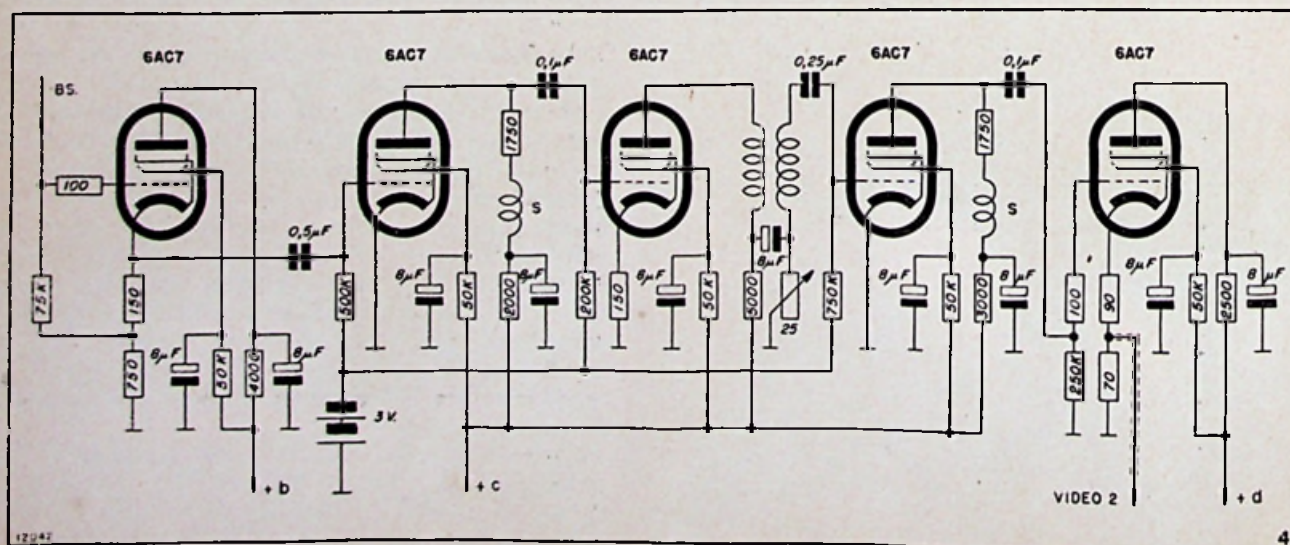 6AC7
6AC7
6AC7
6AC7
6AC7
BS.
0,1µF
0,25µF
0,1µF
1750
1750
100
S
S
0,5µF
8µF
8µF
8µF
8µF
8µF
8µF
8µF
8µF
8µF
75K
150
500K
50K
2000
200K
150
50K
5000
25
750K
50K
3000
100
90
50K
2500
750
8µF
50K
4000
8µF
250K
70
3V.
+ b
+ c
VIDEO 2
+ d
12042
4